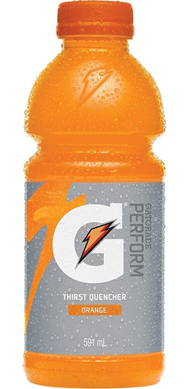 G
GATORADE
PERFORM
THIRST QUENCHER
ORANGE
591 mL